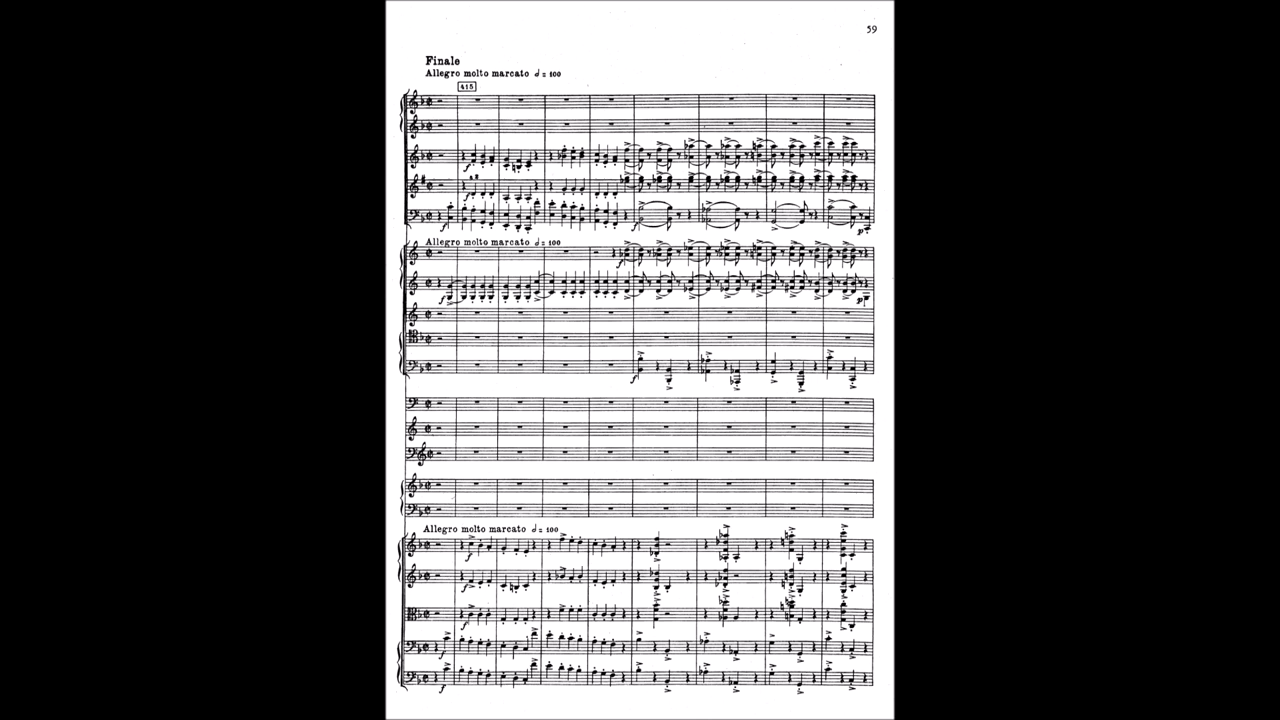 59
Finale
Allegro molto marcato 𝅗𝅥 = 100
415
f
f
f
f
p
Allegro molto marcato 𝅗𝅥 = 100
f
f
p
f
Allegro molto marcato 𝅗𝅥 = 100
f
f
f
f
f